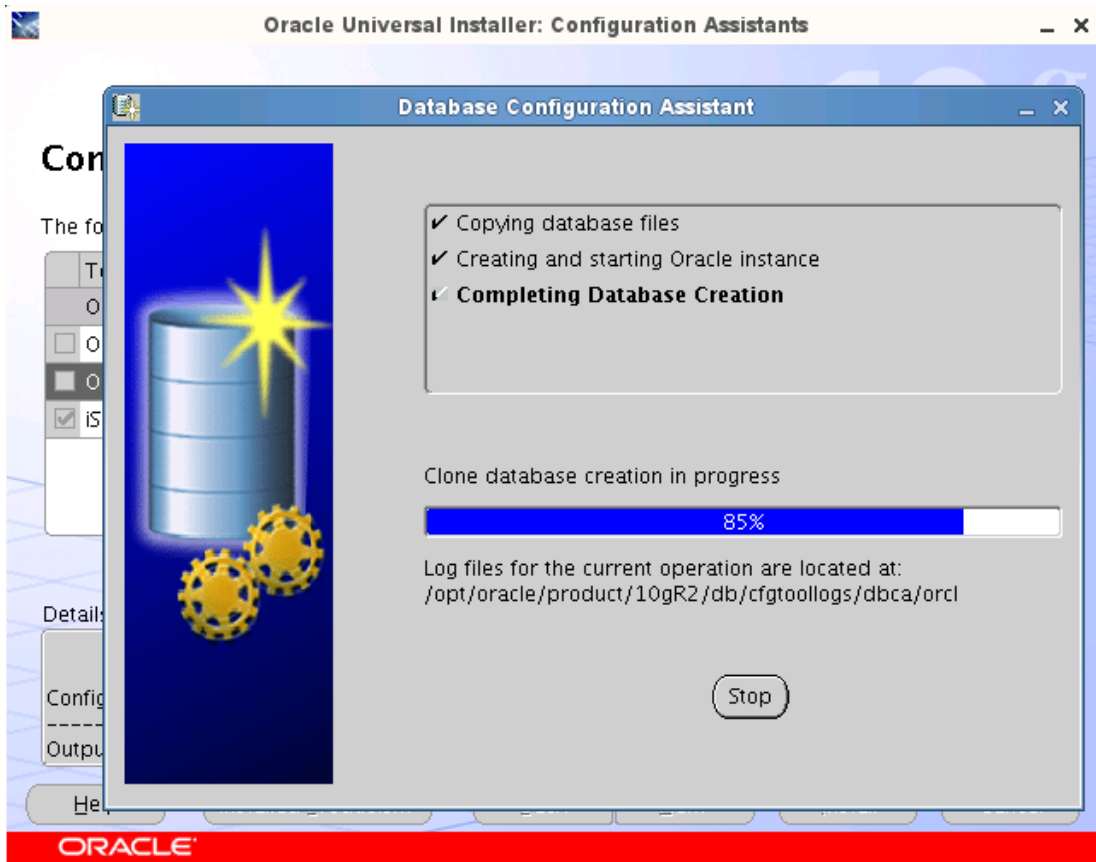 Oracle Universal Installer: Configuration Assistants
Database Configuration Assistant
Con
The fo
✔ Copying database files
✔ Creating and starting Oracle instance
✔ Completing Database Creation
O
O
O
iS
Clone database creation in progress
85%
Log files for the current operation are located at:
/opt/oracle/product/10gR2/db/cfgtoollogs/dbca/orcl
Details
Config
------
Outpu
Stop
Hel
ORACLE